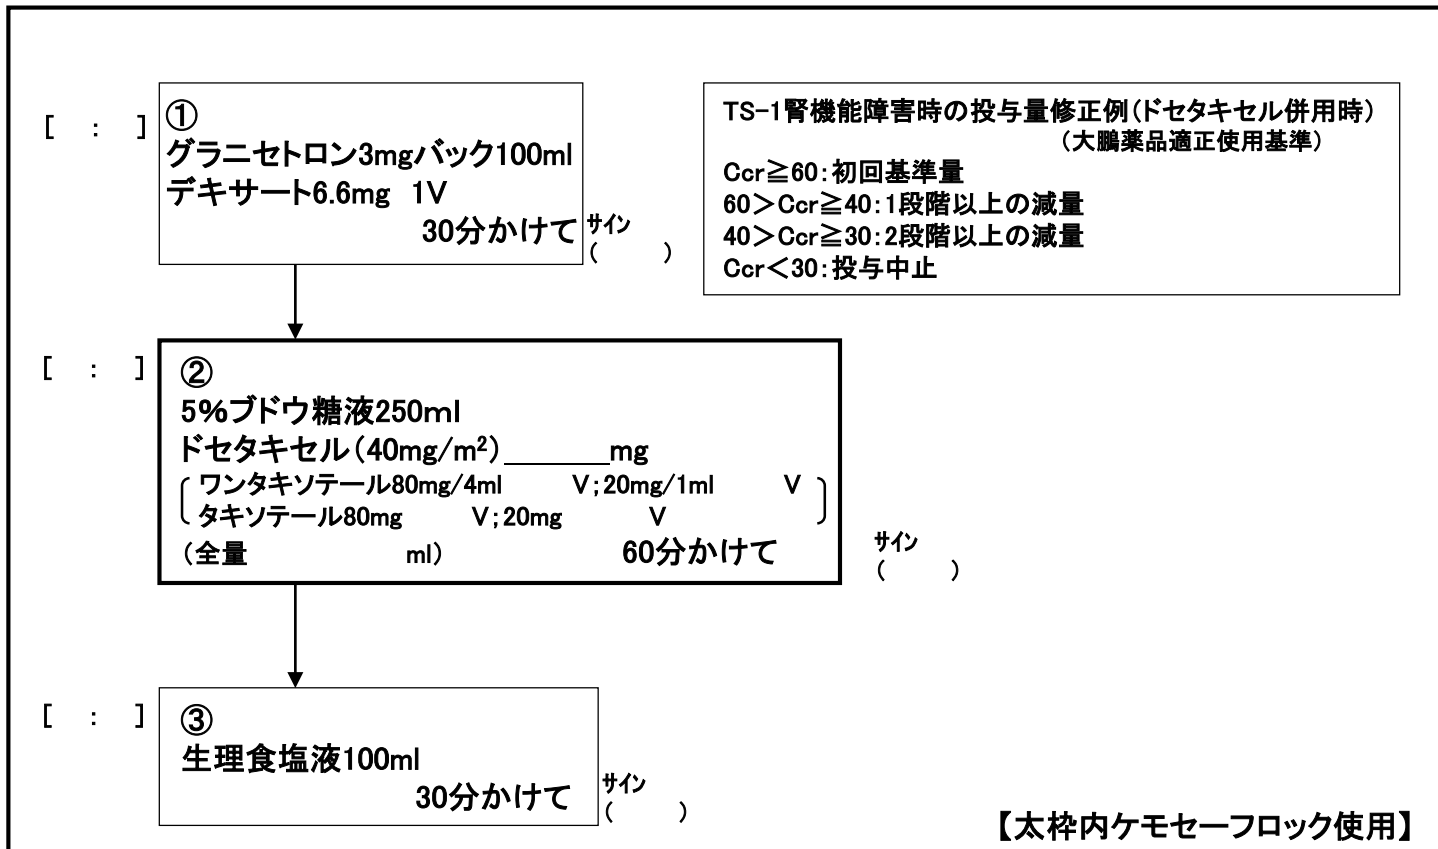 [ : ]
①
グラニセトロン3mgバック100ml
デキサート6.6mg 1V
30分かけて
サイン
( )
TS-1腎機能障害時の投与量修正例(ドセタキセル併用時)
(大鵬薬品適正使用基準)
Ccr≧60:初回基準量
60>Ccr≧40:1段階以上の減量
40>Ccr≧30:2段階以上の減量
Ccr<30:投与中止
[ : ]
②
5%ブドウ糖液250ml
ドセタキセル(40mg/m²)______mg
ワンタキソテール80mg/4ml V;20mg/1ml V
タキソテール80mg V;20mg V
(全量 ml) 60分かけて
サイン
( )
[ : ]
③
生理食塩液100ml
30分かけて
サイン
( )
【太枠内ケモセーフロック使用】